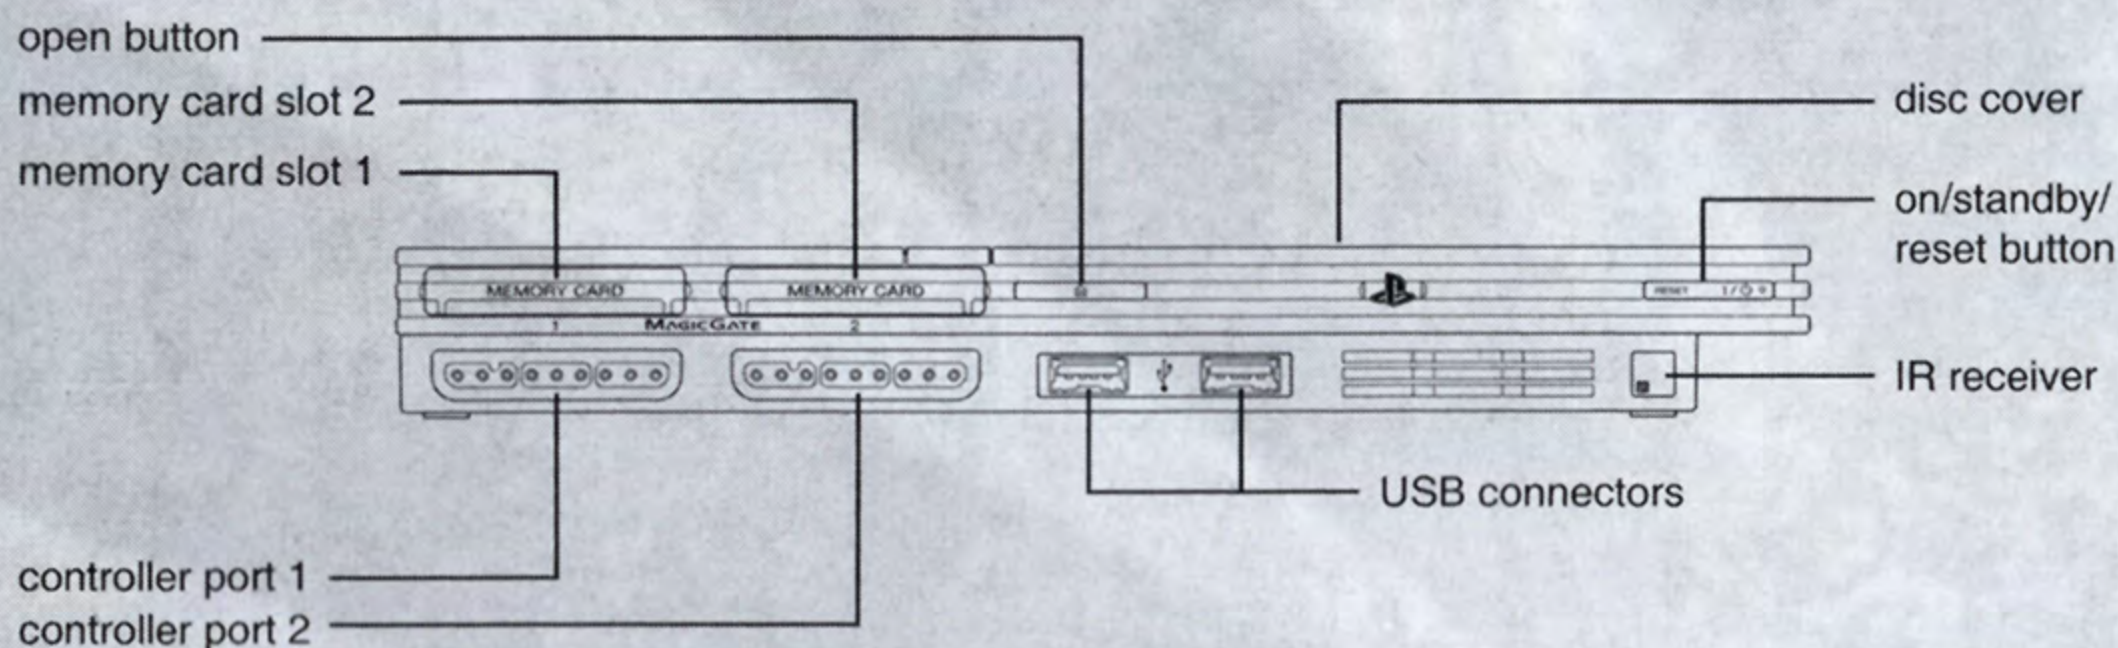 open button
memory card slot 2
memory card slot 1
disc cover
on/standby/
reset button
MEMORY CARD
MEMORY CARD
RESET
1
MAGICGATE
2
IR receiver
USB connectors
controller port 1
controller port 2